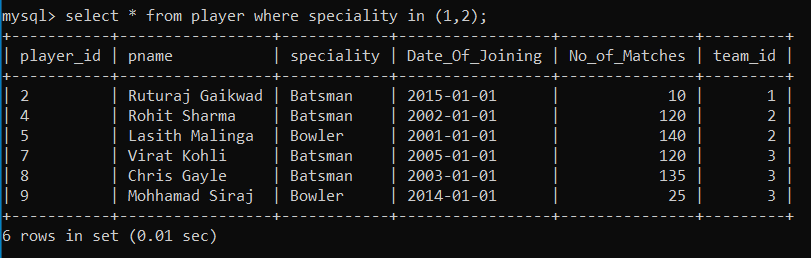 mysql> select * from player where speciality in (1,2);
+-----------+-----------------+------------+-----------------+---------------+---------+
| player_id | pname           | speciality | Date_Of_Joining | No_of_Matches | team_id |
+-----------+-----------------+------------+-----------------+---------------+---------+
| 2         | Ruturaj Gaikwad | Batsman    | 2015-01-01      |            10 |       1 |
| 4         | Rohit Sharma    | Batsman    | 2002-01-01      |           120 |       2 |
| 5         | Lasith Malinga  | Bowler     | 2001-01-01      |           140 |       2 |
| 7         | Virat Kohli     | Batsman    | 2005-01-01      |           120 |       3 |
| 8         | Chris Gayle     | Batsman    | 2003-01-01      |           135 |       3 |
| 9         | Mohhamad Siraj  | Bowler     | 2014-01-01      |            25 |       3 |
+-----------+-----------------+------------+-----------------+---------------+---------+
6 rows in set (0.01 sec)